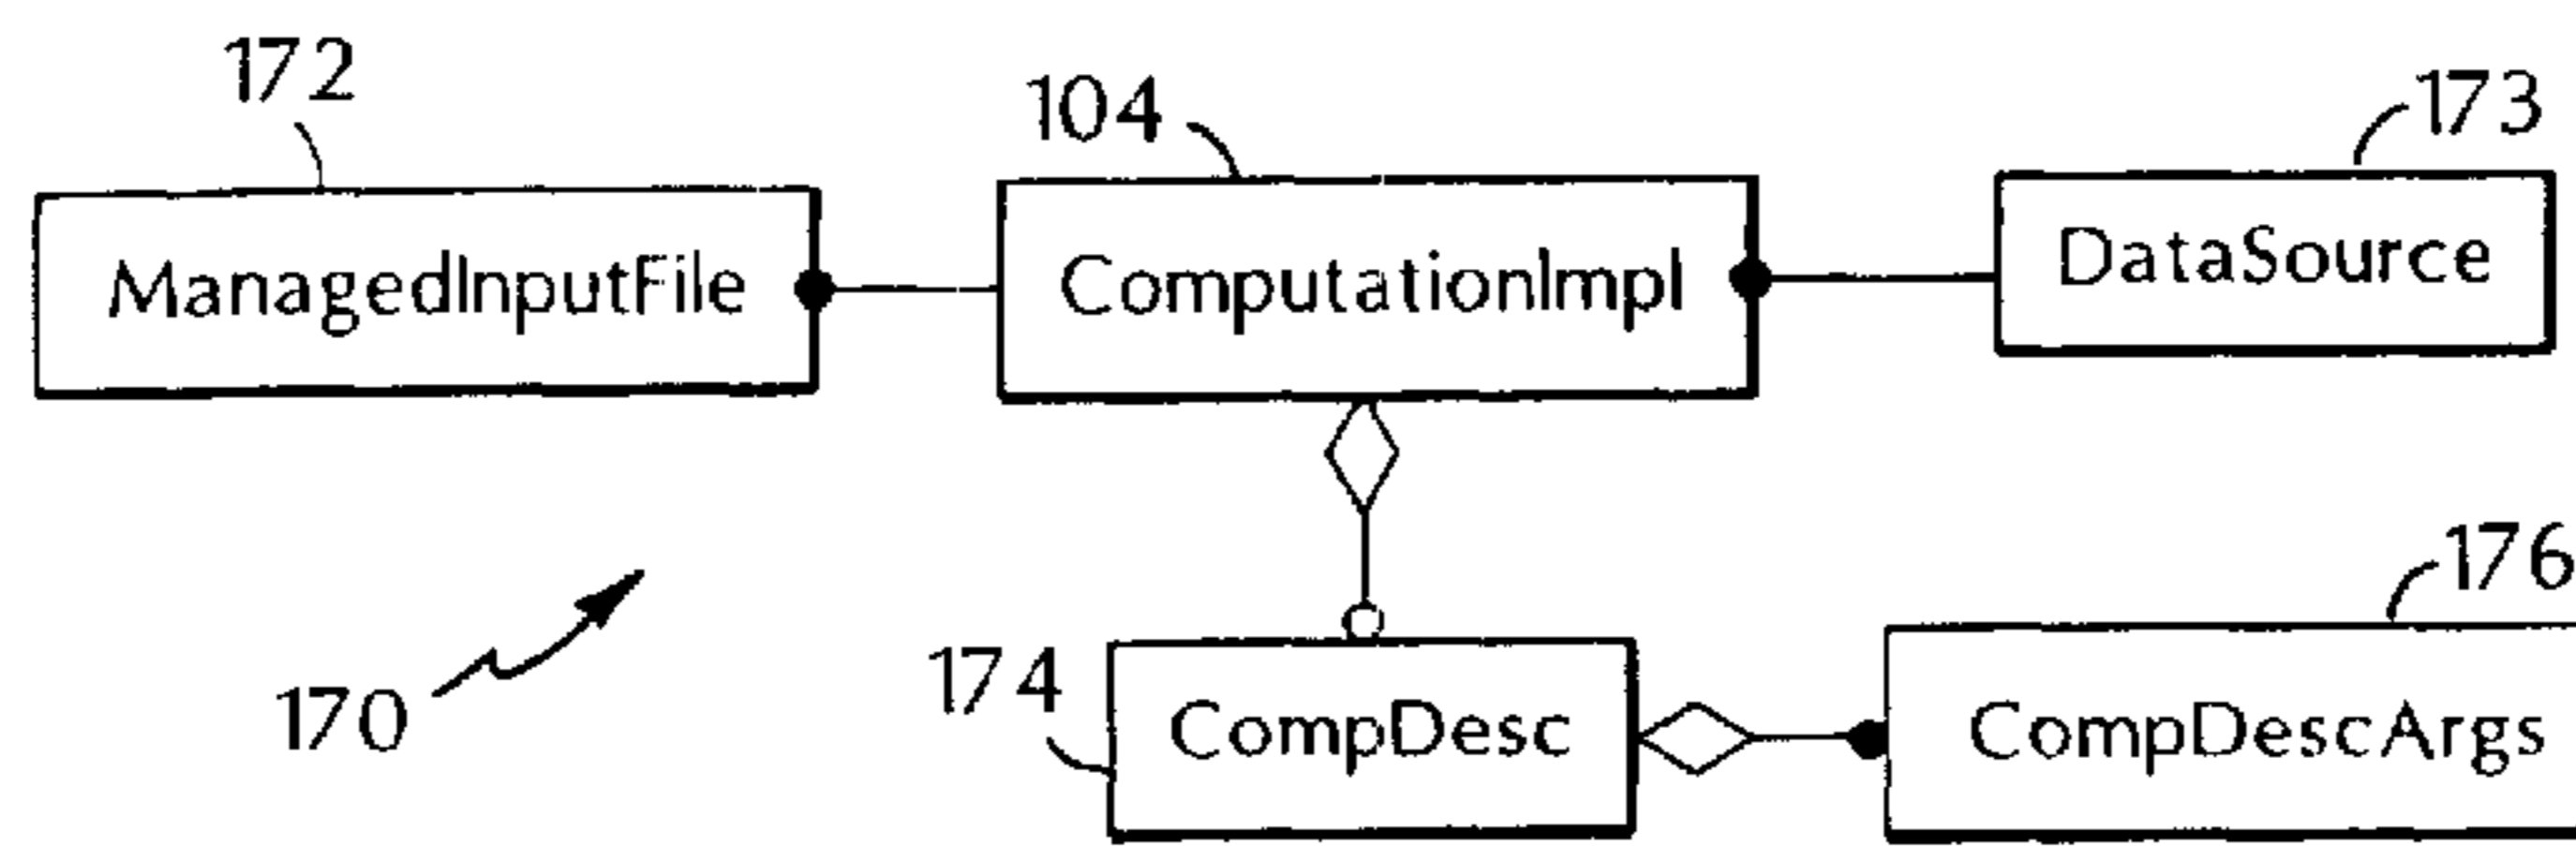 172
104
173
ManagedInputFile
ComputationImpl
DataSource
176
174
170
CompDesc
CompDescArgs